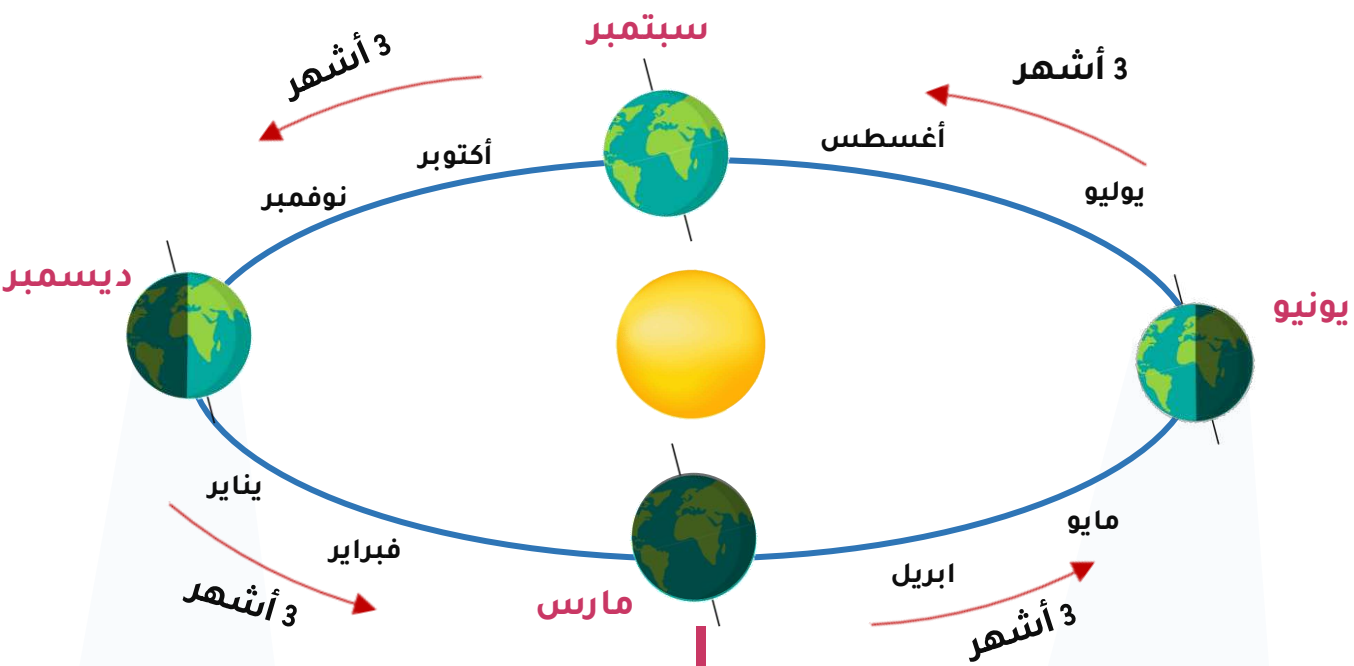 سبتمبر
3 أشهر
3 أشهر
أغسطس
أكتوبر
يوليو
نوفمبر
ديسمبر
يونيو
يناير
مايو
فبراير
ابريل
مارس
3 أشهر
3 أشهر